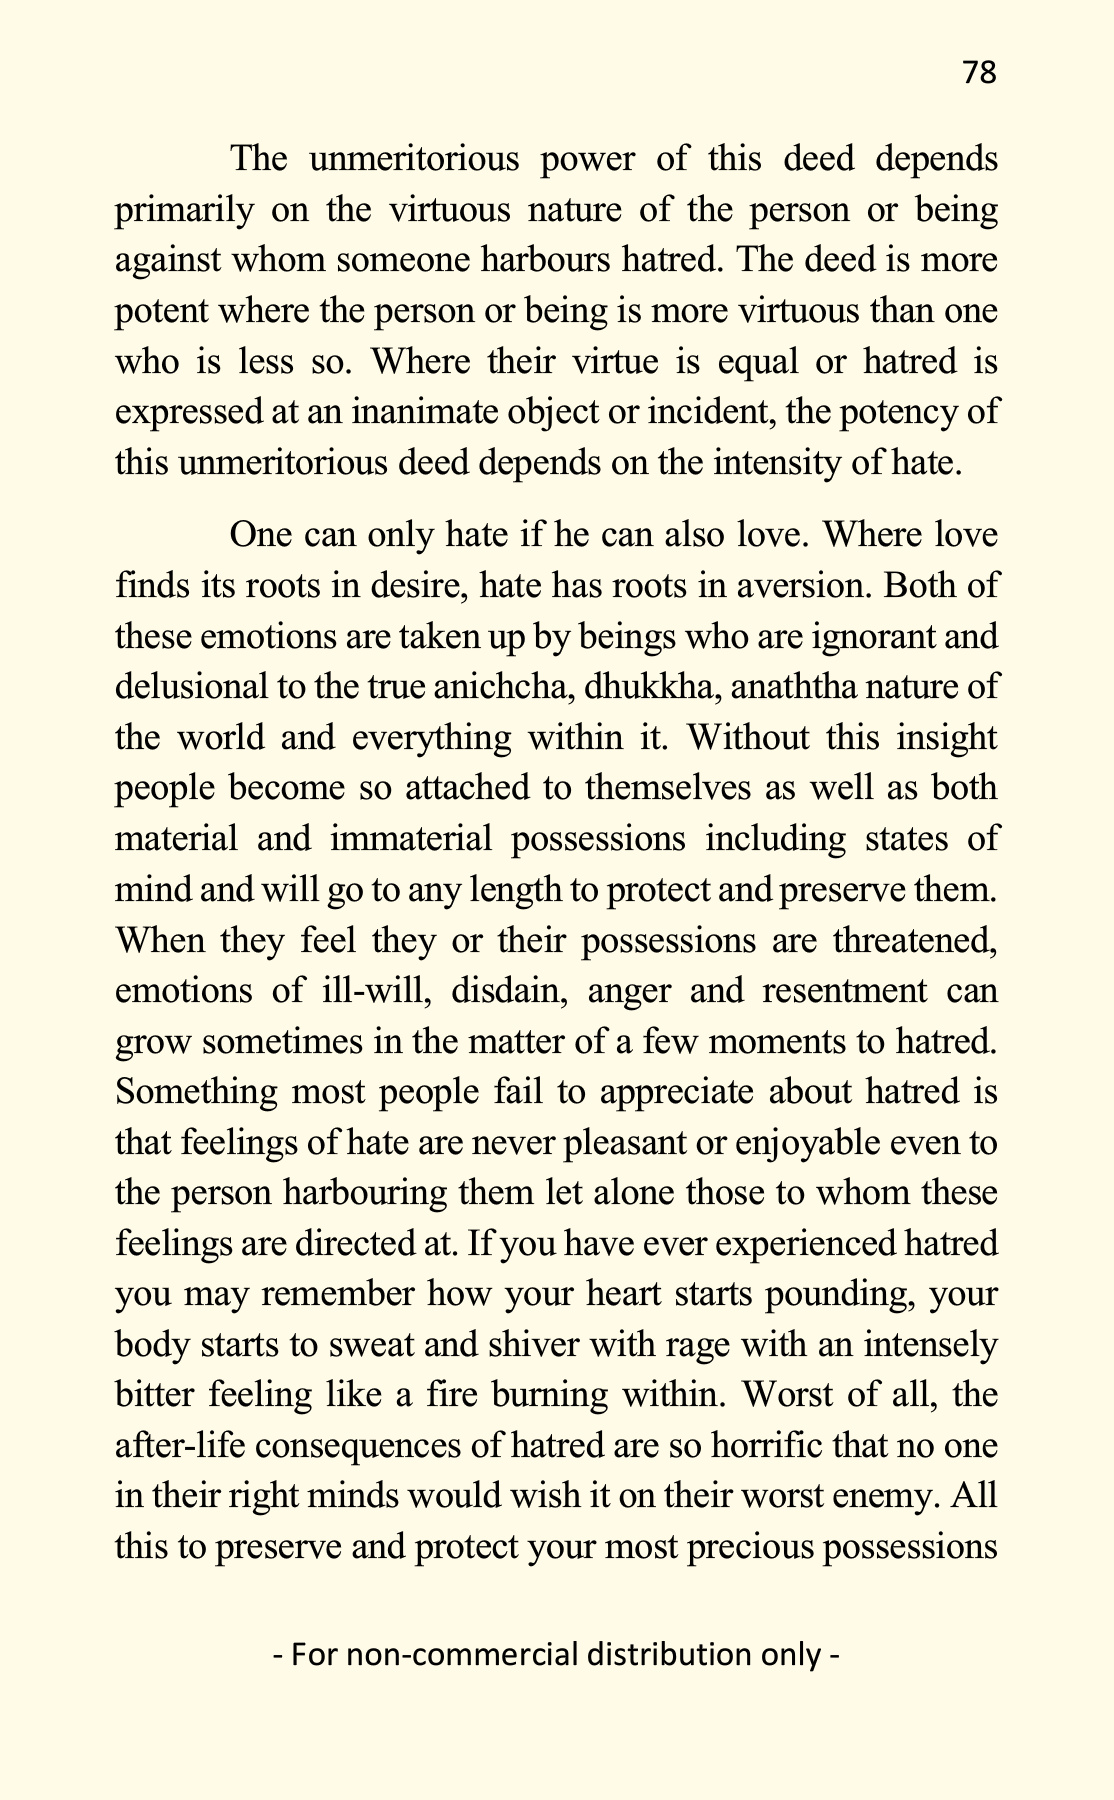 78
The unmeritorious power of this deed depends
primarily on the virtuous nature of the person or being
against whom someone harbours hatred. The deed is more
potent where the person or being is more virtuous than one
who is less so. Where their virtue is equal or hatred is
expressed at an inanimate object or incident, the potency of
this unmeritorious deed depends on the intensity of hate.
One can only hate if he can also love. Where love
finds its roots in desire, hate has roots in aversion. Both of
these emotions are taken up by beings who are ignorant and
delusional to the true anichcha, dhukkha, anaththa nature of
the world and everything within it. Without this insight
people become so attached to themselves as well as both
material and immaterial possessions including states of
mind and will go to any length to protect and preserve them.
When they feel they or their possessions are threatened,
emotions of ill-will, disdain, anger and resentment can
grow sometimes in the matter of a few moments to hatred.
Something most people fail to appreciate about hatred is
that feelings of hate are never pleasant or enjoyable even to
the person harbouring them let alone those to whom these
feelings are directed at. If you have ever experienced hatred
you may remember how your heart starts pounding, your
body starts to sweat and shiver with rage with an intensely
bitter feeling like a fire burning within. Worst of all, the
after-life consequences of hatred are so horrific that no one
in their right minds would wish it on their worst enemy. All
this to preserve and protect your most precious possessions
- For non-commercial distribution only -